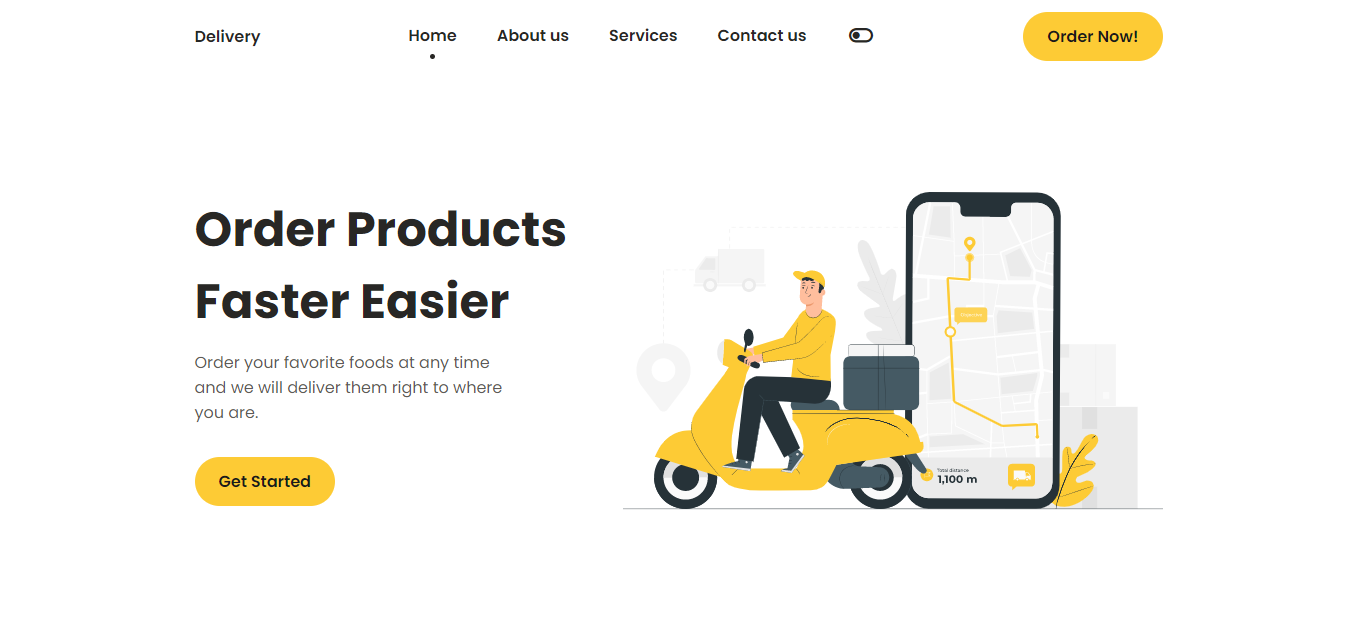 Delivery
Home
About us
Services
Contact us
Order Now!
Order Products
Faster Easier
Order your favorite foods at any time
and we will deliver them right to where
you are.
Get Started
Total distance
1,100 m